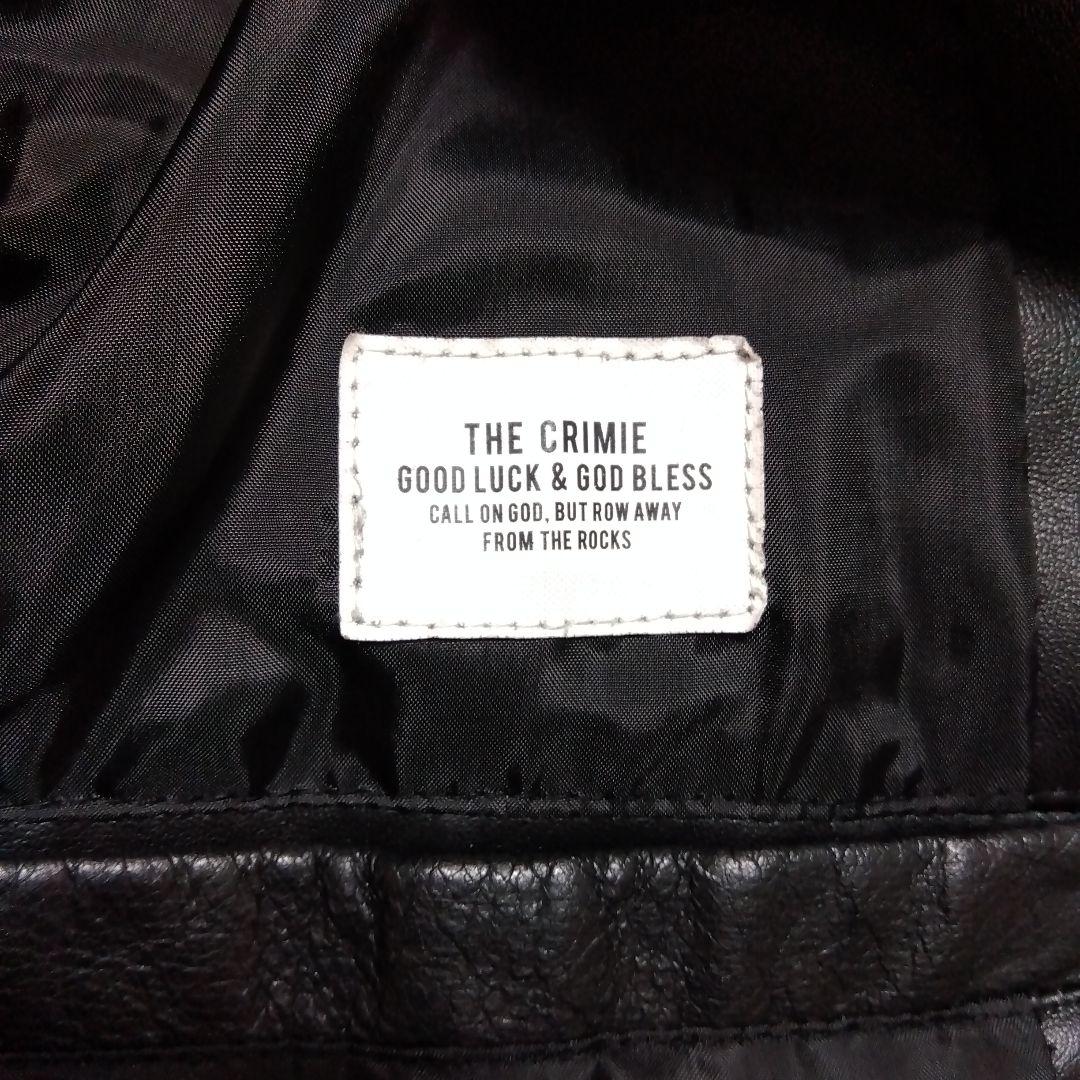 THE CRIMIE
GOOD LUCK & GOD BLESS
CALL ON GOD, BUT ROW AWAY
FROM THE ROCKS